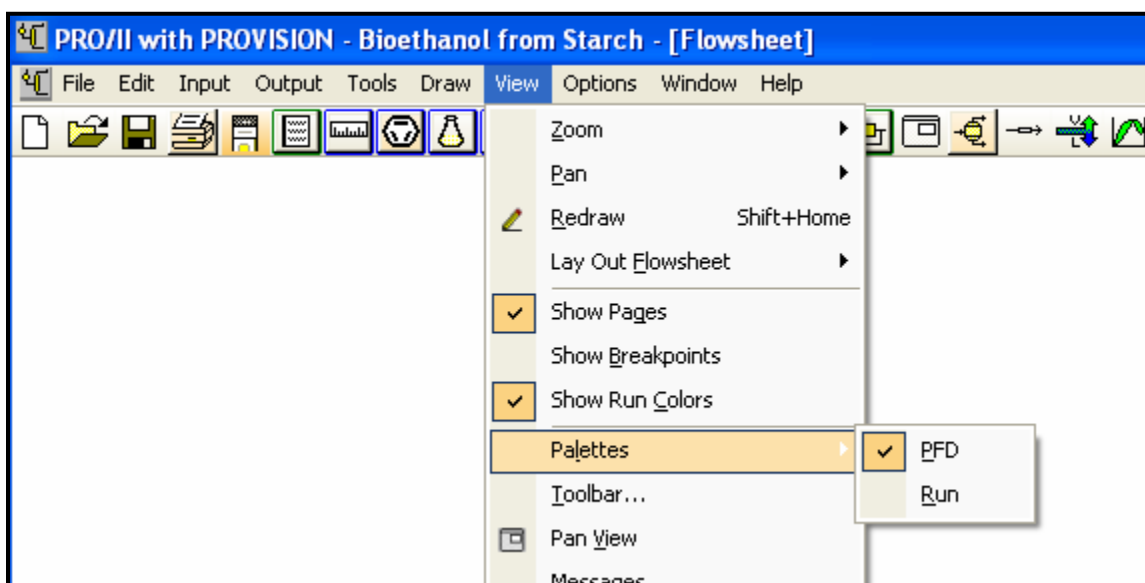 PRO/II with PROVISION - Bioethanol from Starch - [Flowsheet]
File Edit Input Output Tools Draw View Options Window Help
Zoom
Pan
Redraw Shift+Home
Lay Out Flowsheet
Show Pages
Show Breakpoints
Show Run Colors
Palettes PFD
Toolbar... Run
Pan View
Messages